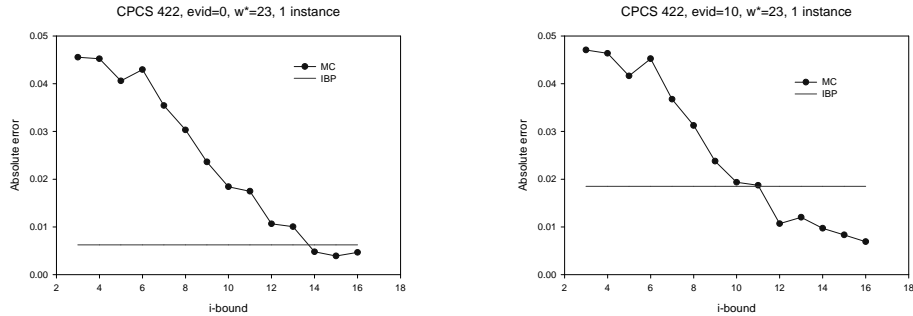 CPCS 422, evid=0, w*=23, 1 instance
0.05
0.04
0.03
0.02
0.01
0.00
Absolute error
MC
IBP
2 4 6 8 10 12 14 16 18
i-bound
CPCS 422, evid=10, w*=23, 1 instance
0.05
0.04
0.03
0.02
0.01
0.00
Absolute error
MC
IBP
2 4 6 8 10 12 14 16 18
i-bound